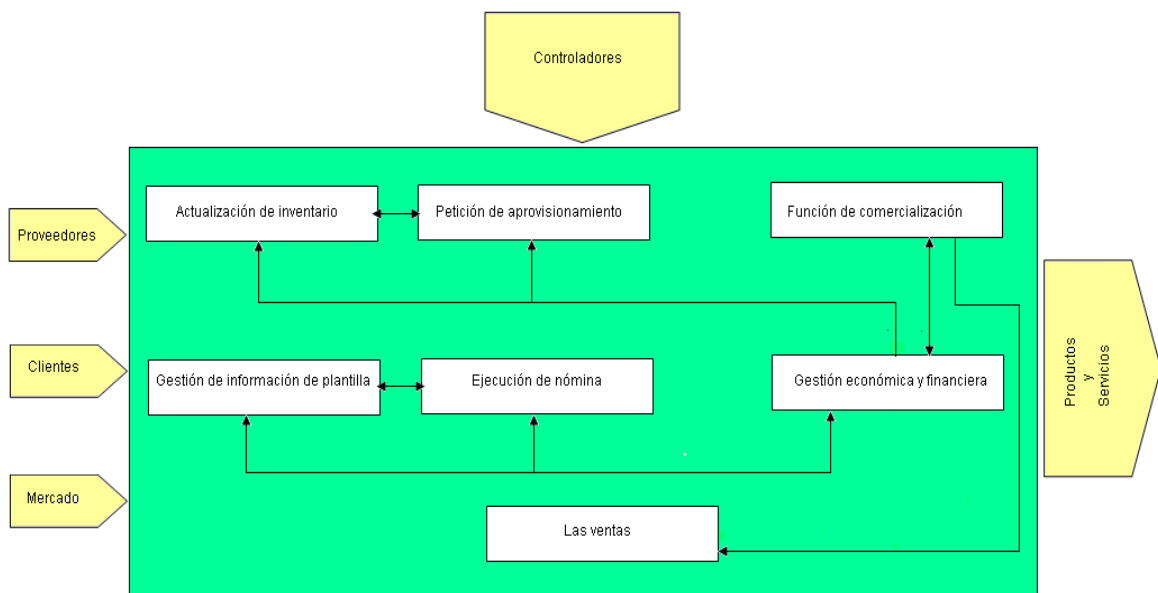 Controladores
Actualización de inventario
Petición de aprovisionamiento
Función de comercialización
Proveedores
Clientes
Gestión de información de plantilla
Ejecución de nómina
Gestión económica y financiera
Productos
y
Servicios
Mercado
Las ventas